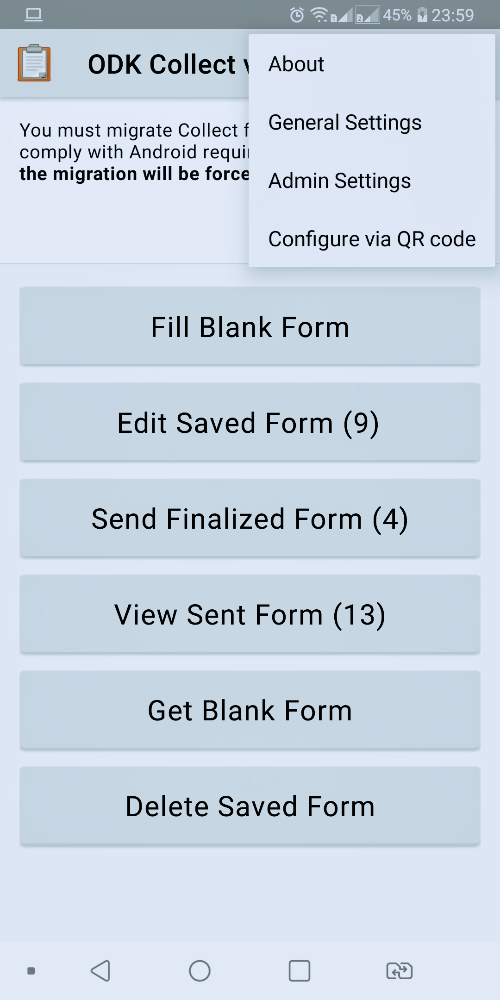 45% 23:59
ODK Collect
About
General Settings
Admin Settings
Configure via QR code
You must migrate Collect
comply with Android
the migration will be
Fill Blank Form
Edit Saved Form (9)
Send Finalized Form (4)
View Sent Form (13)
Get Blank Form
Delete Saved Form